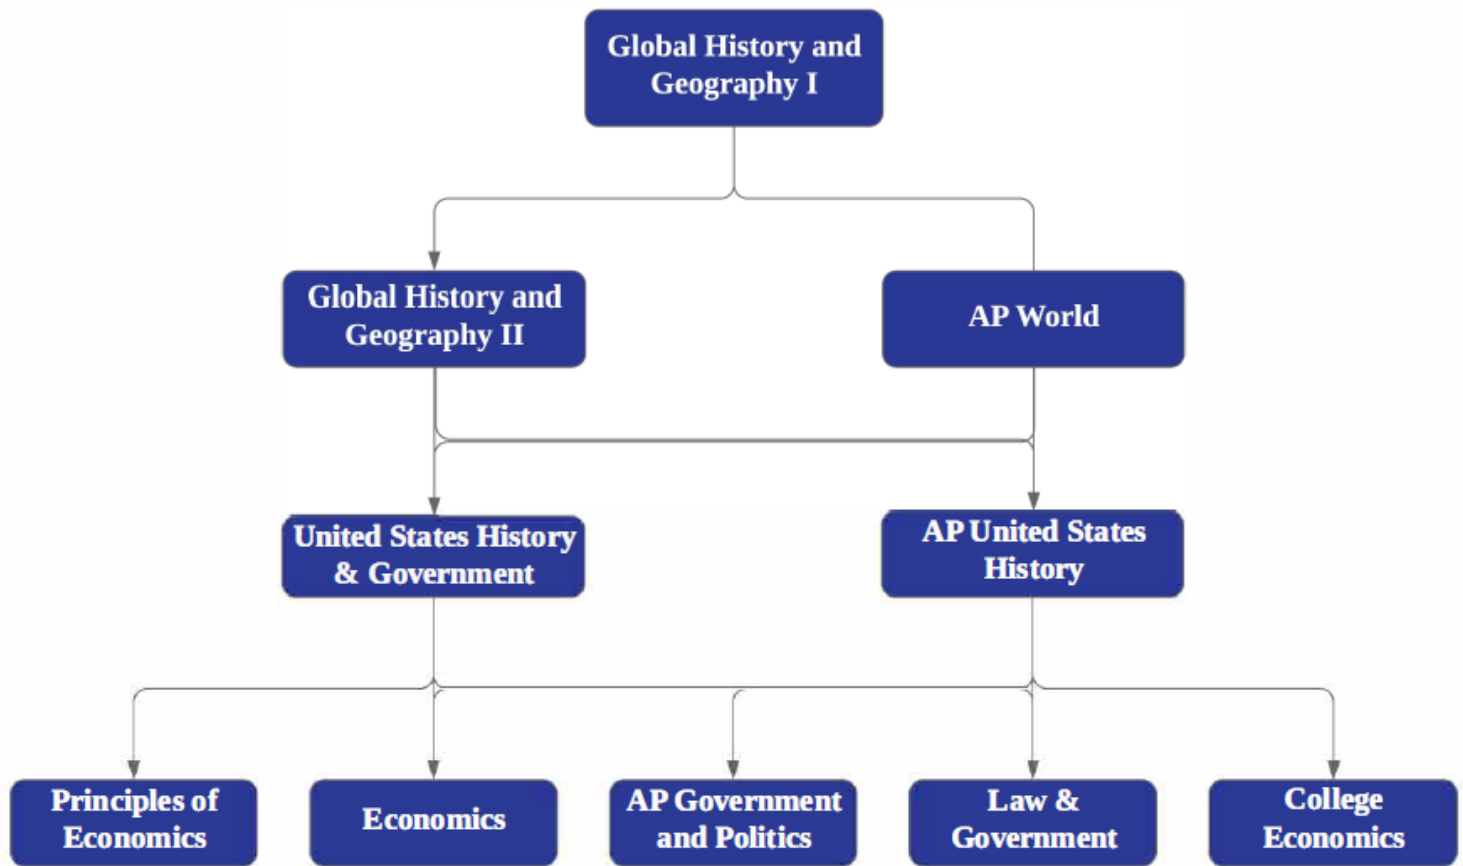 Global History and
Geography I
Global History and
Geography II
AP World
United States History
& Government
AP United States
History
Principles of
Economics
Economics
AP Government
and Politics
Law &
Government
College
Economics